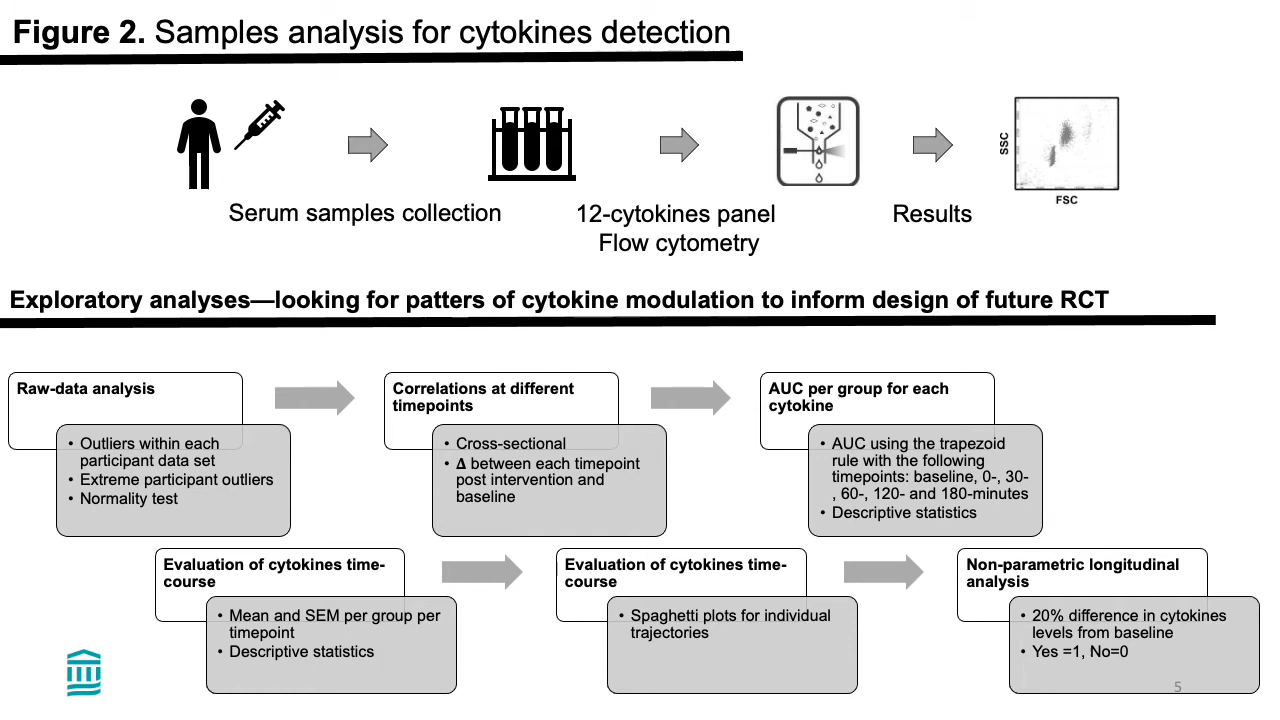 Figure 2. Samples analysis for cytokines detection
SSC
FSC
Serum samples collection
12-cytokines panel
Flow cytometry
Results
Exploratory analyses—looking for patters of cytokine modulation to inform design of future RCT
Raw-data analysis
• Outliers within each
participant data set
• Extreme participant outliers
• Normality test
Correlations at different
timepoints
• Cross-sectional
• Δ between each timepoint
post intervention and
baseline
AUC per group for each
cytokine
• AUC using the trapezoid
rule with the following
timepoints: baseline, 0-, 30-
, 60-, 120- and 180-minutes
• Descriptive statistics
Evaluation of cytokines time-
course
• Mean and SEM per group per
timepoint
• Descriptive statistics
Evaluation of cytokines time-
course
• Spaghetti plots for individual
trajectories
Non-parametric longitudinal
analysis
• 20% difference in cytokines
levels from baseline
• Yes =1, No=0
5